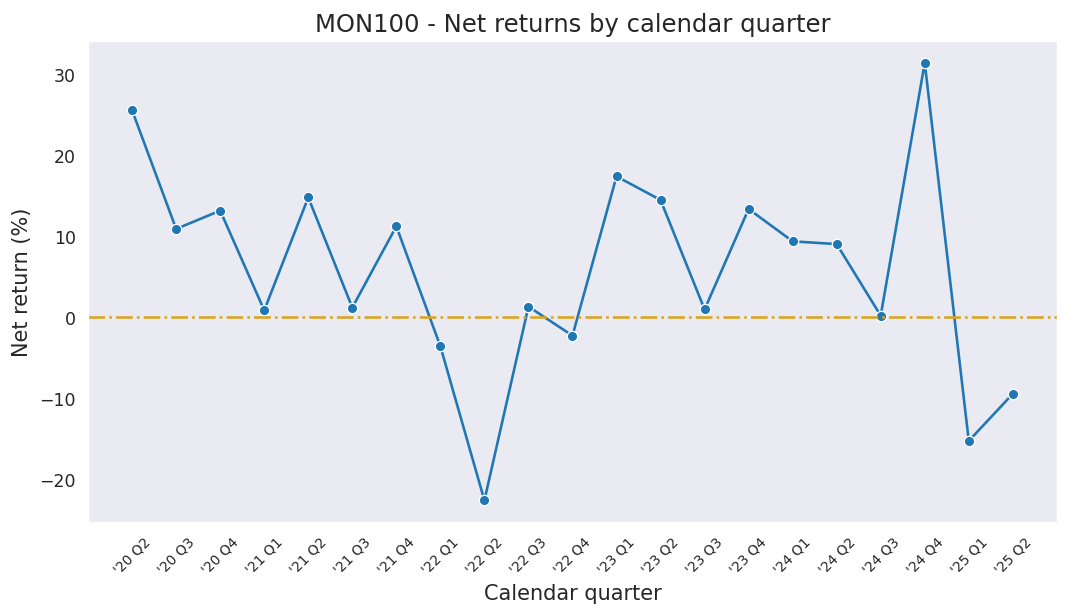 MON100 - Net returns by calendar quarter
Net return (%)
30
20
10
0
−10
−20
'20 Q2
'20 Q3
'20 Q4
'21 Q1
'21 Q2
'21 Q3
'21 Q4
'22 Q1
'22 Q2
'22 Q3
'22 Q4
'23 Q1
'23 Q2
'23 Q3
'23 Q4
'24 Q1
'24 Q2
'24 Q3
'24 Q4
'25 Q1
'25 Q2
Calendar quarter